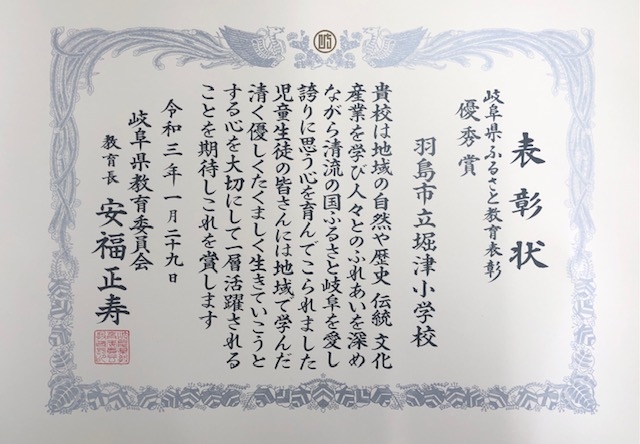 表彰状
岐阜県ふるさと教育表彰
優秀賞
羽島市立堀津小学校
貴校は地域の自然や歴史 伝統 文化
産業を学び人々とのふれあいを深め
ながら清流の国ふるさと岐阜を愛し
誇りに思う心を育んでこられました
児童生徒の皆さんには地域で学んだ
清く優しくたくましく生きていこうと
する心を大切にして一層活躍される
ことを期待しこれを賞します
令和三年一月二十九日
岐阜県教育委員会
教育長 安福正寿